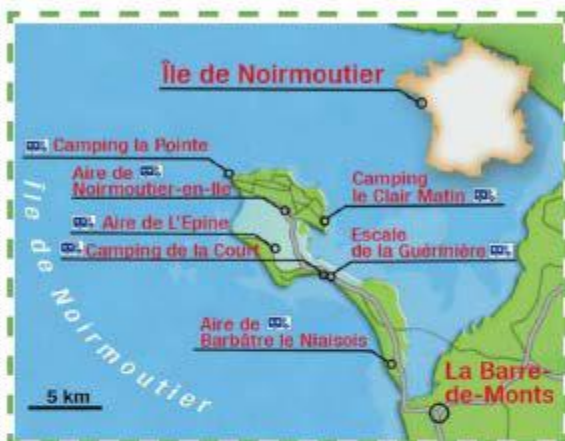 Île de Noirmoutier
Camping la Pointe
Aire de
Noirmoutier-en-Ile
Camping
le Clair Matin
Aire de L'Epine
Camping de la Court
Escale
de la Guérinière
Île de Noirmoutier
Aire de
Barbâtre le Niaisois
La Barre-
de-Monts
5 km